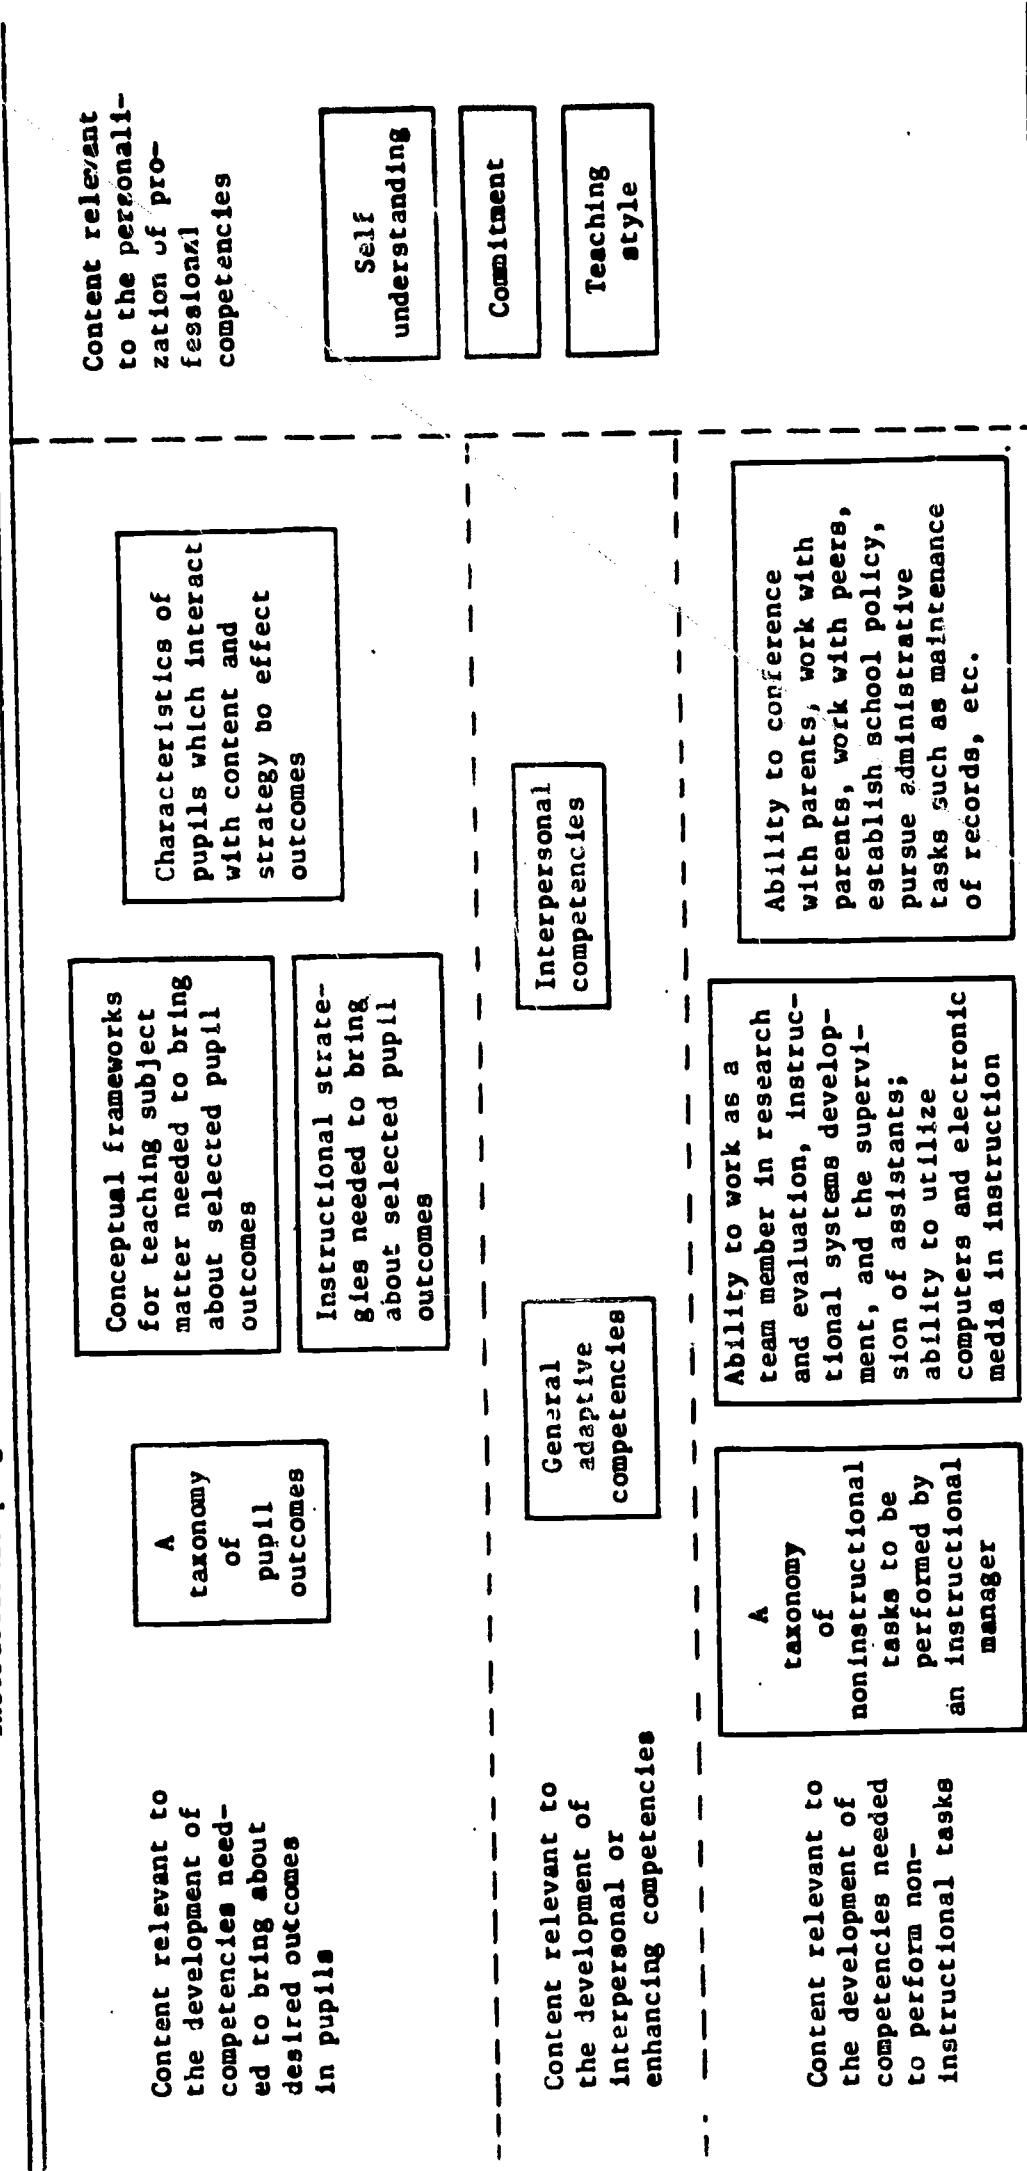 Content relevant to
the development of
competencies need-
ed to bring about
desired outcomes
in pupils
A
taxonomy
of
pupil
outcomes
Conceptual frameworks
for teaching subject
matter needed to bring
about selected pupil
outcomes
Instructional strate-
gies needed to bring
about selected pupil
outcomes
Characteristics of
pupils which interact
with content and
strategy do effect
outcomes
Content relevant
to the personali-
zation of pro-
fessional
competencies
Self
understanding
Commitment
Teaching
style
Content relevant to
the development of
interpersonal or
enhancing competencies
General
adaptive
competencies
Interpersonal
competencies
Content relevant to
the development of
competencies needed
to perform non-
instructional tasks
A
taxonomy
of
noninstructional
tasks to be
performed by
an instructional
manager
Ability to work as a
team member in research
and evaluation, instruc-
tional systems develop-
ment, and the supervi-
sion of assistants;
ability to utilize
computers and electronic
media in instruction
Ability to conference
with parents, work with
parents, work with peers,
establish school policy,
pursue administrative
tasks such as maintenance
of records, etc.